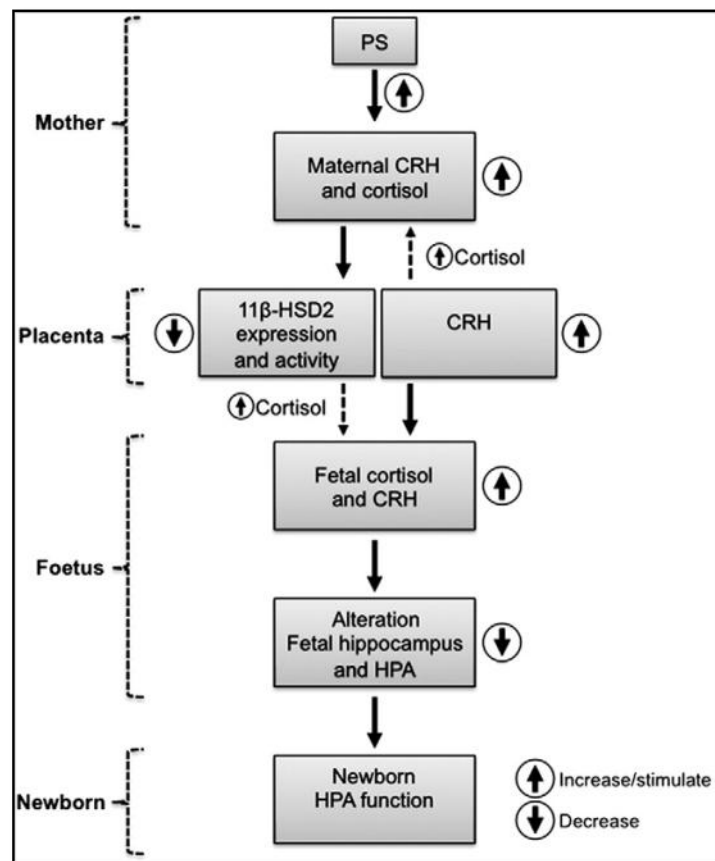 PS
Mother
Maternal CRH
and cortisol
Cortisol
Placenta
11β-HSD2
expression
and activity
CRH
Cortisol
Fetal cortisol
and CRH
Foetus
Alteration
Fetal hippocampus
and HPA
Newborn
Newborn
HPA function
Increase/stimulate
Decrease